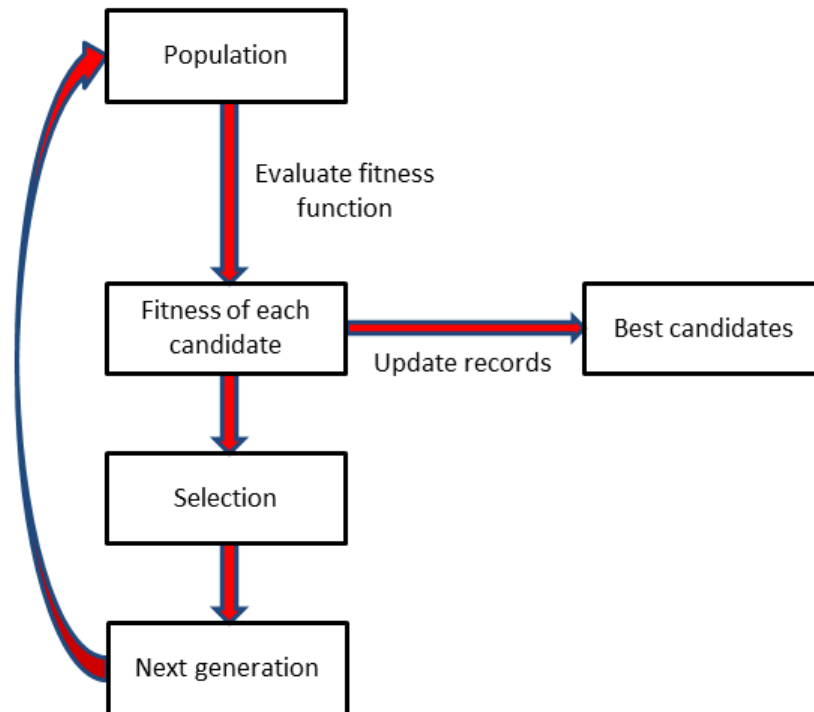 Population
Evaluate fitness
function
Fitness of each
candidate
Best candidates
Update records
Selection
Next generation